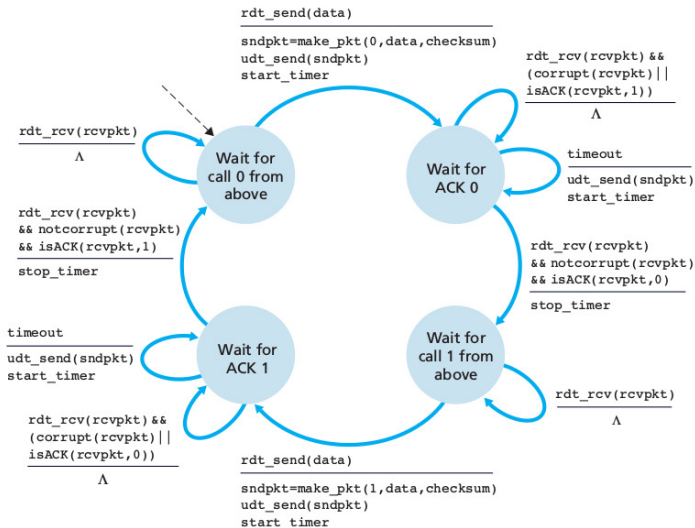 rdt_send(data)
sndpkt=make_pkt(0,data,checksum)
udt_send(sndpkt)
start_timer
rdt_rcv(rcvpkt) &&
(corrupt(rcvpkt)||
isACK(rcvpkt,1))
Λ
rdt_rcv(rcvpkt)
Λ
Wait for
call 0 from
above
Wait for
ACK 0
timeout
udt_send(sndpkt)
start_timer
rdt_rcv(rcvpkt)
&& notcorrupt(rcvpkt)
&& isACK(rcvpkt,1)
stop_timer
rdt_rcv(rcvpkt)
&& notcorrupt(rcvpkt)
&& isACK(rcvpkt,0)
stop_timer
timeout
udt_send(sndpkt)
start_timer
Wait for
ACK 1
Wait for
call 1 from
above
rdt_rcv(rcvpkt)
Λ
rdt_rcv(rcvpkt) &&
(corrupt(rcvpkt)||
isACK(rcvpkt,0))
Λ
rdt_send(data)
sndpkt=make_pkt(1,data,checksum)
udt_send(sndpkt)
start_timer